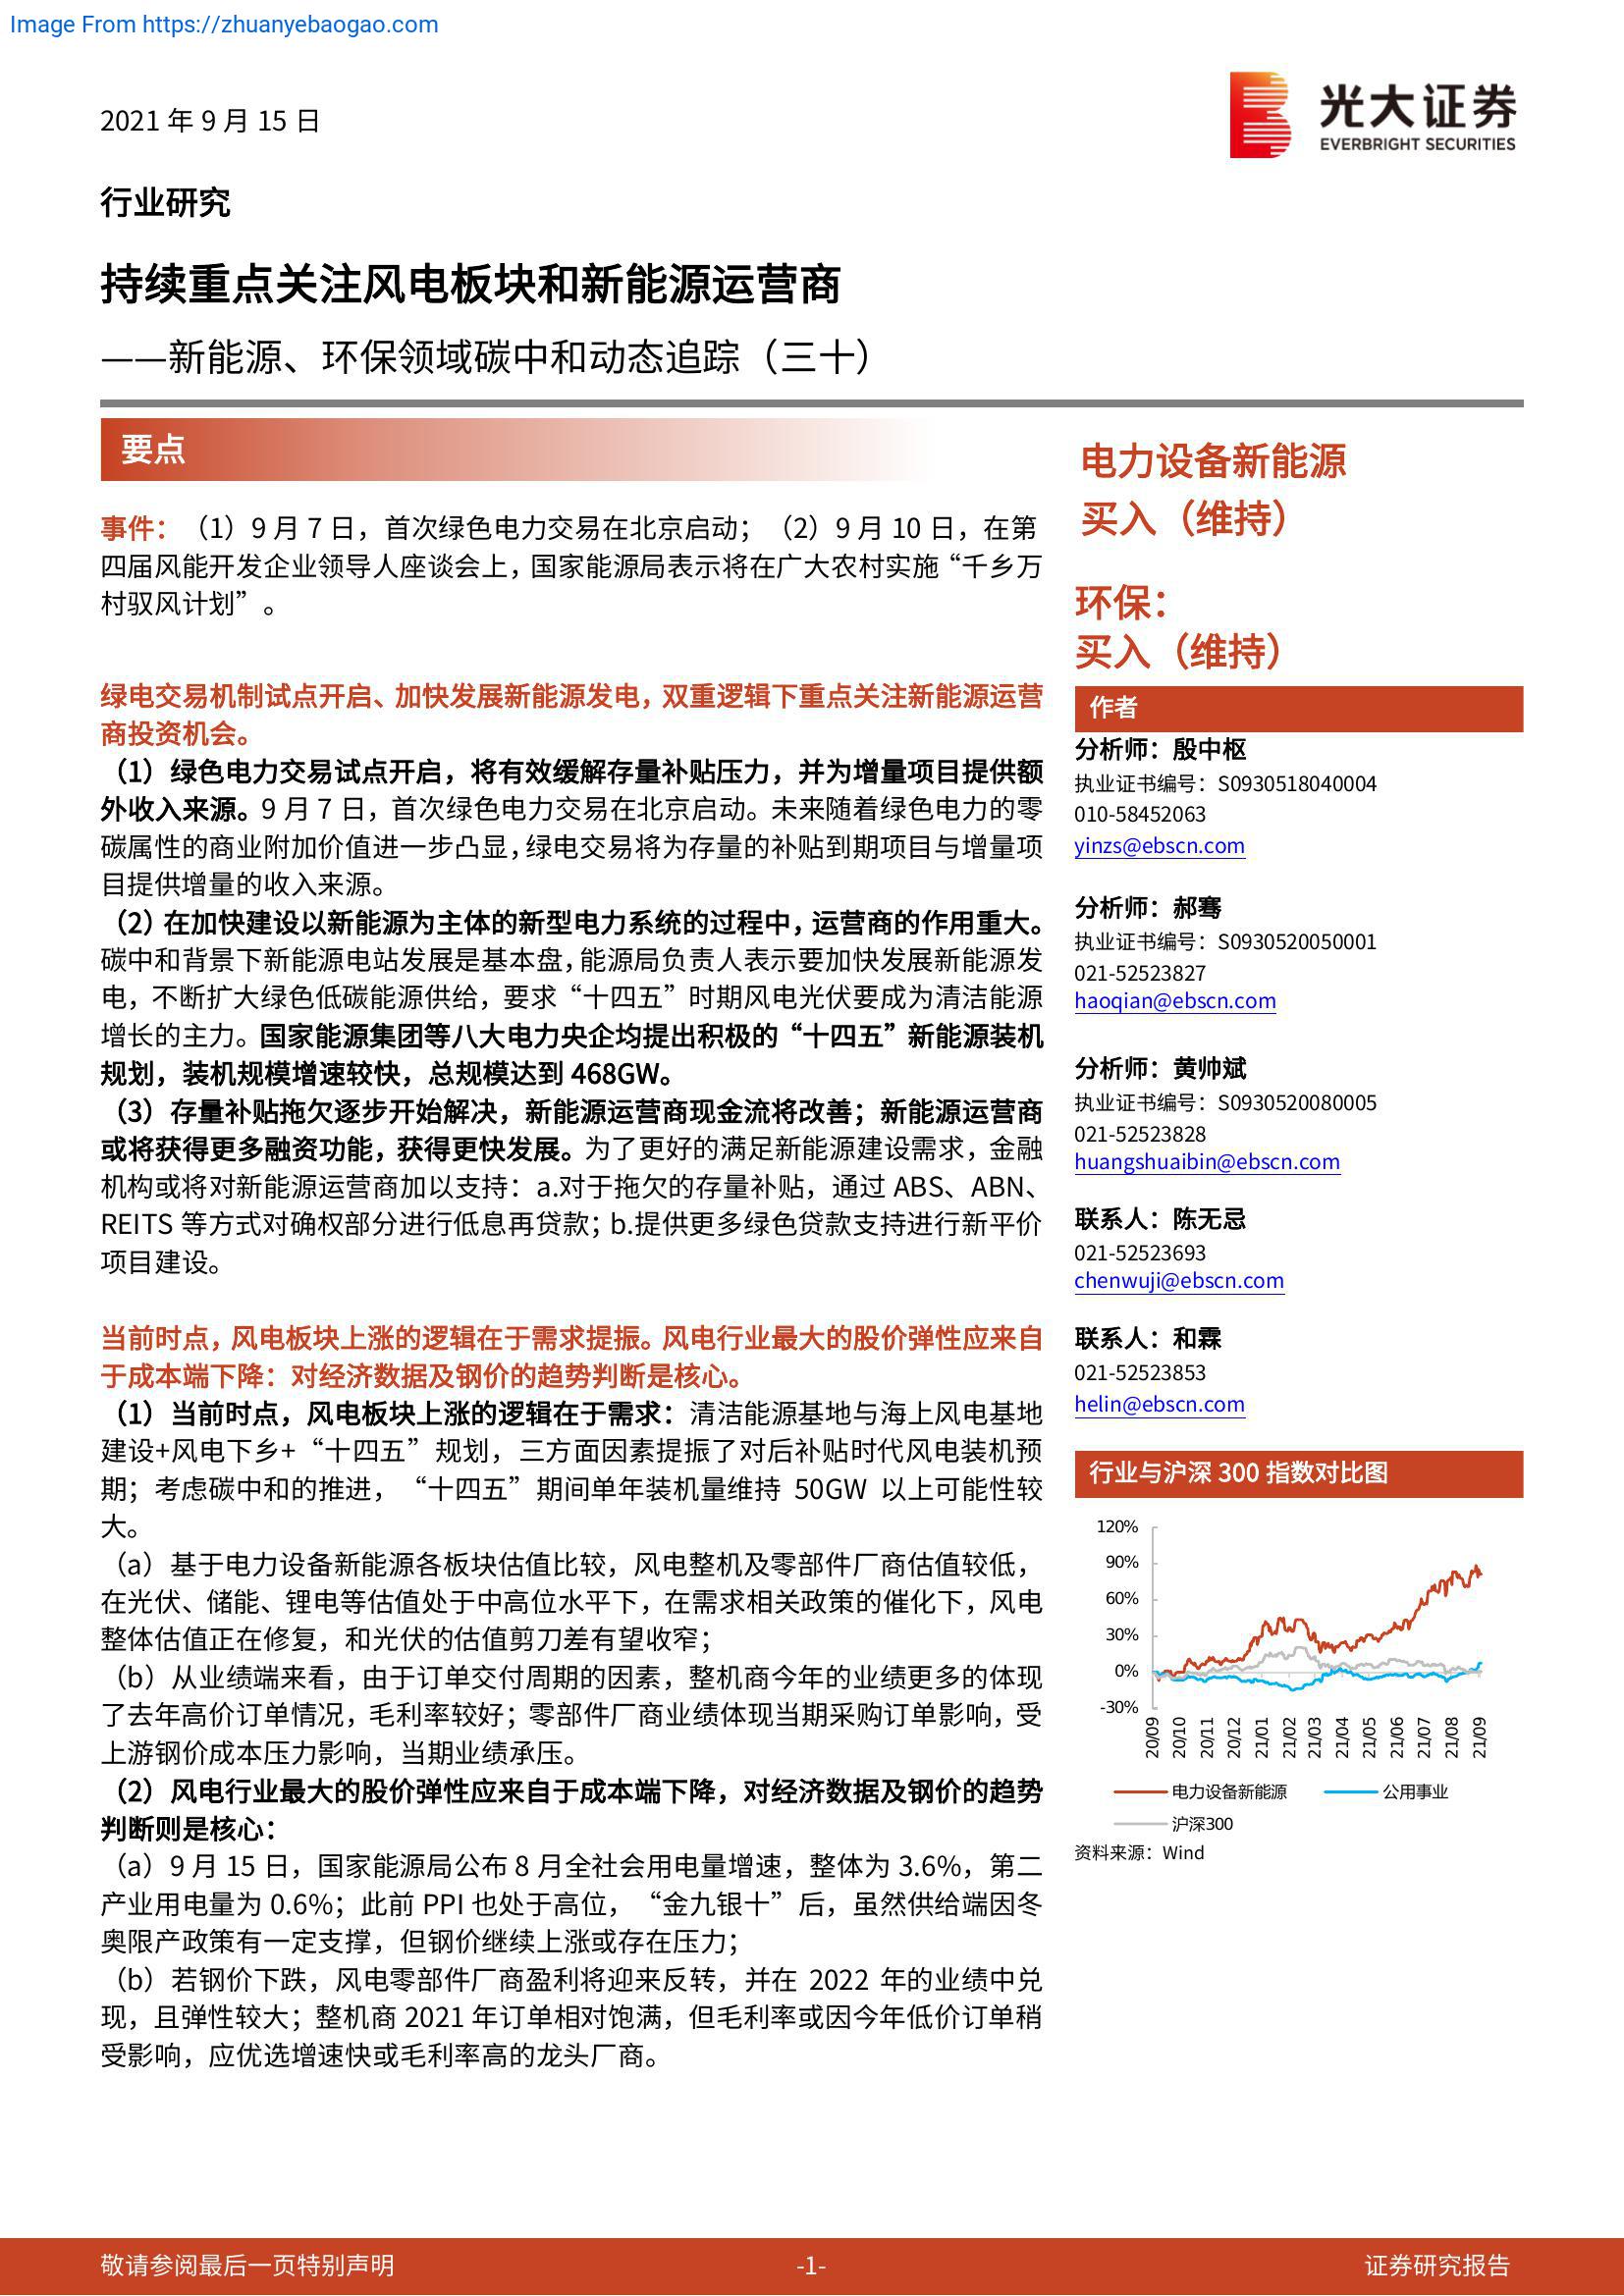 Image From https://zhuanyebaogao.com
2021 年 9 月 15 日
光大证券
EVERBRIGHT SECURITIES
行业研究
持续重点关注风电板块和新能源运营商
——新能源、环保领域碳中和动态追踪（三十）
要点
事件：（1）9 月 7 日，首次绿色电力交易在北京启动；（2）9 月 10 日，在第
四届风能开发企业领导人座谈会上，国家能源局表示将在广大农村实施“千乡万
村驭风计划”。
绿电交易机制试点开启、加快发展新能源发电，双重逻辑下重点关注新能源运营
商投资机会。
（1）绿色电力交易试点开启，将有效缓解存量补贴压力，并为增量项目提供额
外收入来源。9 月 7 日，首次绿色电力交易在北京启动。未来随着绿色电力的零
碳属性的商业附加价值进一步凸显，绿电交易将为存量的补贴到期项目与增量项
目提供增量的收入来源。
（2）在加快建设以新能源为主体的新型电力系统的过程中，运营商的作用重大。
碳中和背景下新能源电站发展是基本盘，能源局负责人表示要加快发展新能源发
电，不断扩大绿色低碳能源供给，要求“十四五”时期风电光伏要成为清洁能源
增长的主力。国家能源集团等八大电力央企均提出积极的“十四五”新能源装机
规划，装机规模增速较快，总规模达到 468GW。
（3）存量补贴拖欠逐步开始解决，新能源运营商现金流将改善；新能源运营商
或将获得更多融资功能，获得更快发展。为了更好的满足新能源建设需求，金融
机构或将对新能源运营商加以支持：a.对于拖欠的存量补贴，通过 ABS、ABN、
REITS 等方式对确权部分进行低息再贷款；b.提供更多绿色贷款支持进行新平价
项目建设。
当前时点，风电板块上涨的逻辑在于需求提振。风电行业最大的股价弹性应来自
于成本端下降：对经济数据及钢价的趋势判断是核心。
（1）当前时点，风电板块上涨的逻辑在于需求：清洁能源基地与海上风电基地
建设+风电下乡+“十四五”规划，三方面因素提振了对后补贴时代风电装机预
期；考虑碳中和的推进，“十四五”期间单年装机量维持 50GW 以上可能性较
大。
（a）基于电力设备新能源各板块估值比较，风电整机及零部件厂商估值较低，
在光伏、储能、锂电等估值处于中高位水平下，在需求相关政策的催化下，风电
整体估值正在修复，和光伏的估值剪刀差有望收窄；
（b）从业绩端来看，由于订单交付周期的因素，整机商今年的业绩更多的体现
了去年高价订单情况，毛利率较好；零部件厂商业绩体现当期采购订单影响，受
上游钢价成本压力影响，当期业绩承压。
（2）风电行业最大的股价弹性应来自于成本端下降，对经济数据及钢价的趋势
判断则是核心：
（a）9 月 15 日，国家能源局公布 8 月全社会用电量增速，整体为 3.6%，第二
产业用电量为 0.6%；此前 PPI 也处于高位，“金九银十”后，虽然供给端因冬
奥限产政策有一定支撑，但钢价继续上涨或存在压力；
（b）若钢价下跌，风电零部件厂商盈利将迎来反转，并在 2022 年的业绩中兑
现，且弹性较大；整机商 2021 年订单相对饱满，但毛利率或因今年低价订单稍
受影响，应优选增速快或毛利率高的龙头厂商。
电力设备新能源
买入（维持）
环保：
买入（维持）
作者
分析师：殷中枢
执业证书编号：S0930518040004
010-58452063
yinzs@ebscn.com
分析师：郝骞
执业证书编号：S0930520050001
021-52523827
haoqian@ebscn.com
分析师：黄帅斌
执业证书编号：S0930520080005
021-52523828
huangshuaibin@ebscn.com
联系人：陈无忌
021-52523693
chenwuji@ebscn.com
联系人：和霖
021-52523853
helin@ebscn.com
行业与沪深 300 指数对比图
120%
90%
60%
30%
0%
-30%
20/09 20/10 20/11 20/12 21/01 21/02 21/03 21/04 21/05 21/06 21/07 21/08 21/09
电力设备新能源 公用事业
沪深300
资料来源：Wind
敬请参阅最后一页特别声明 -1- 证券研究报告